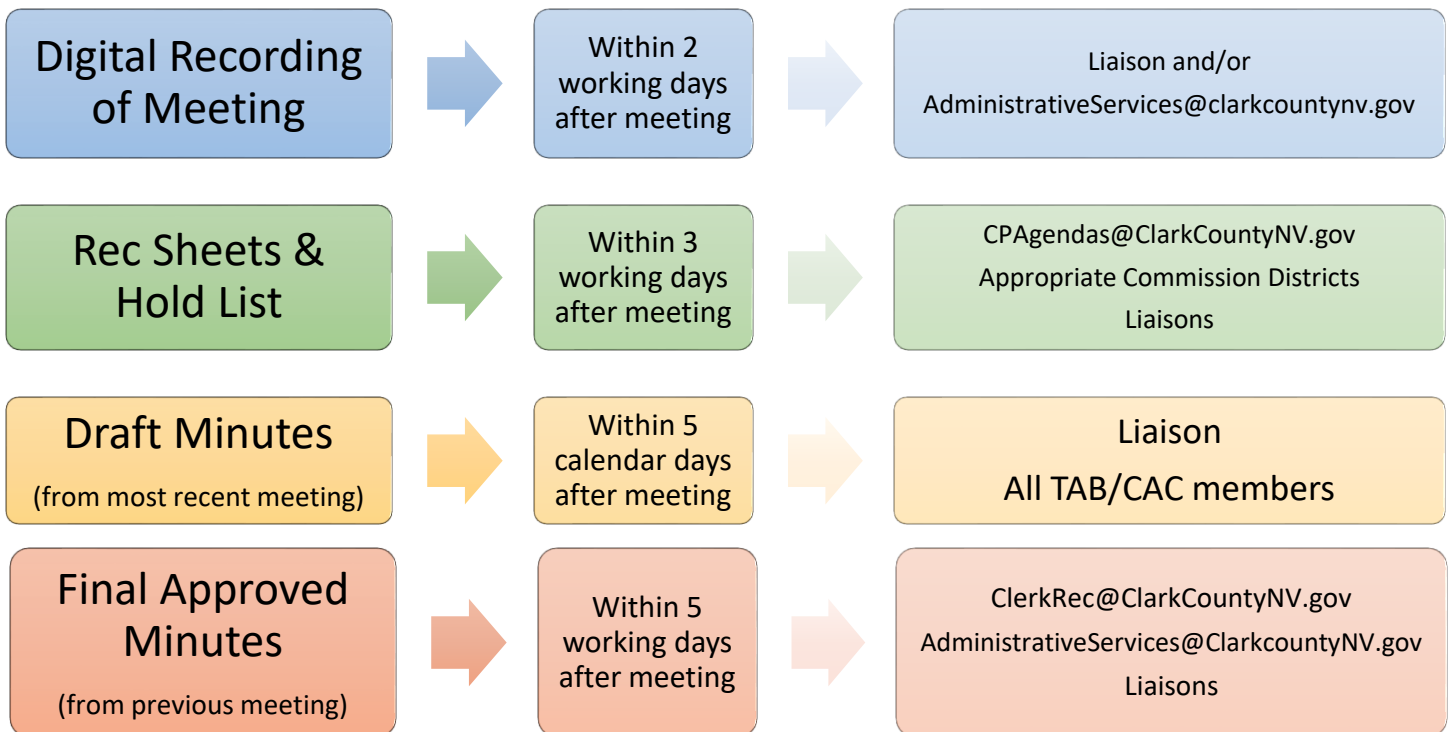 Digital Recording
of Meeting
Within 2
working days
after meeting
Liaison and/or
AdministrativeServices@clarkcountynv.gov
Rec Sheets &
Hold List
Within 3
working days
after meeting
CPAgendas@ClarkCountyNV.gov
Appropriate Commission Districts
Liaisons
Draft Minutes
(from most recent meeting)
Within 5
calendar days
after meeting
Liaison
All TAB/CAC members
Final Approved
Minutes
(from previous meeting)
Within 5
working days
after meeting
ClerkRec@ClarkCountyNV.gov
AdministrativeServices@ClarkcountyNV.gov
Liaisons